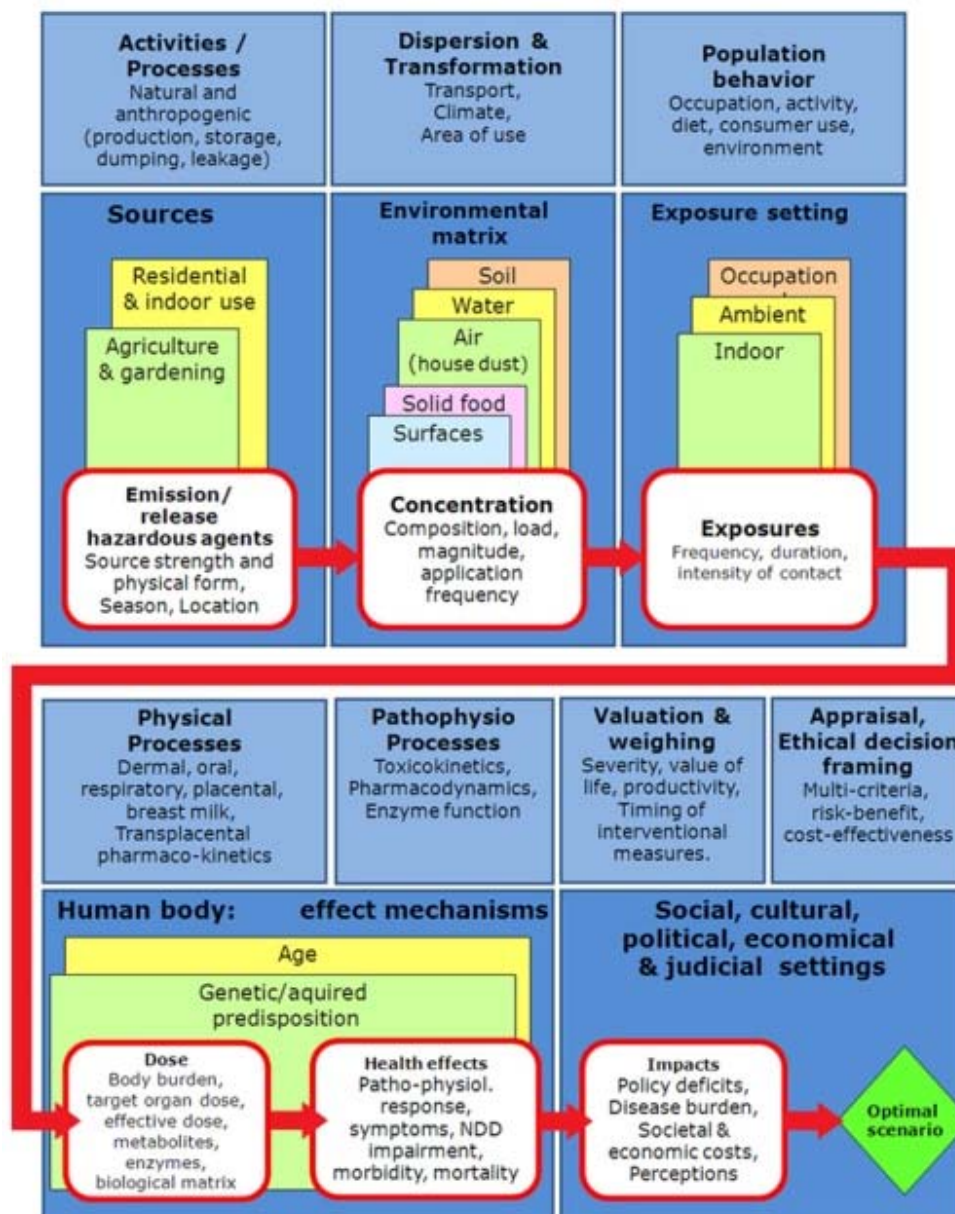 Activities /
Processes
Natural and
anthropogenic
(production, storage,
dumping, leakage)
Dispersion &
Transformation
Transport,
Climate,
Area of use
Population
behavior
Occupation, activity,
diet, consumer use,
environment
Sources
Residential
& indoor use
Agriculture
& gardening
Emission/
release
hazardous agents
Source strength and
physical form,
Season, Location
Environmental
matrix
Soil
Water
Air
(house dust)
Solid food
Surfaces
Concentration
Composition, load,
magnitude,
application
frequency
Exposure setting
Occupation
Ambient
Indoor
Exposures
Frequency, duration,
intensity of contact
Physical
Processes
Dermal, oral,
respiratory, placental,
breast milk,
Transplacental
pharmaco-kinetics
Pathophysio
Processes
Toxicokinetics,
Pharmacodynamics,
Enzyme function
Valuation &
weighing
Severity, value of
life, productivity,
Timing of
interventional
measures.
Appraisal,
Ethical decision
framing
Multi-criteria,
risk-benefit,
cost-effectiveness
Human body: effect mechanisms
Age
Genetic/aquired
predisposition
Dose
Body burden,
target organ dose,
effective dose,
metabolites,
enzymes,
biological matrix
Health effects
Patho-physiol.
response,
symptoms, NDD
impairment,
morbidity, mortality
Social, cultural,
political, economical
& judicial settings
Impacts
Policy deficits,
Disease burden,
Societal &
economic costs,
Perceptions
Optimal
scenario